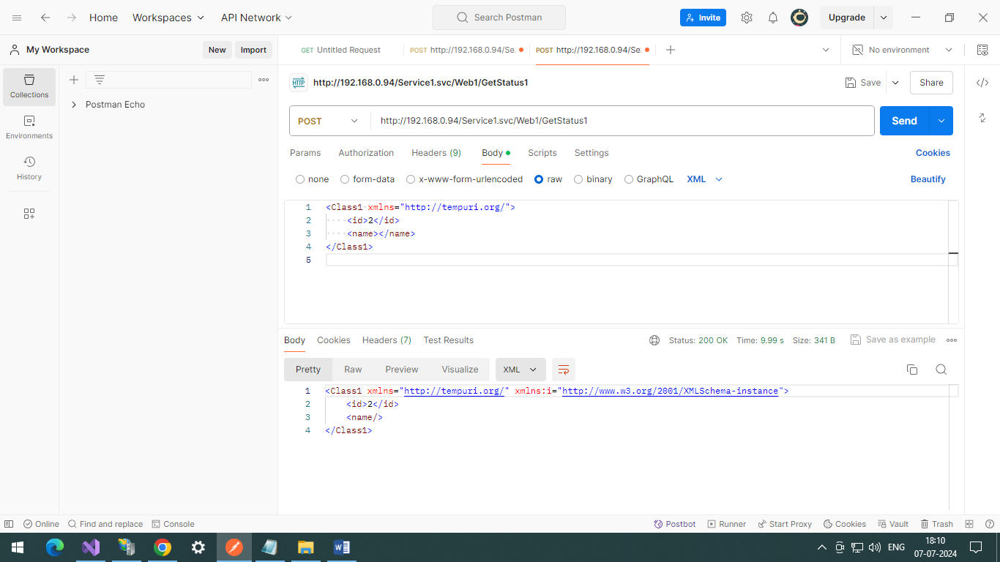 Home Workspaces API Network Search Postman Invite Upgrade
My Workspace New Import GET Untitled Request POST http://192.168.0.94/Se. POST http://192.168.0.94/Se. No environment
Collections
Environments
History
Postman Echo
HTTP http://192.168.0.94/Service1.svc/Web1/GetStatus1 Save Share
POST http://192.168.0.94/Service1.svc/Web1/GetStatus1 Send
Params Authorization Headers (9) Body Scripts Settings Cookies
none form-data x-www-form-urlencoded raw binary GraphQL XML Beautify
1 <Class1 xmlns="http://tempuri.org/">
2 <id>2</id>
3 <name></name>
4 </Class1>
5
Body Cookies Headers (7) Test Results Status: 200 OK Time: 9.99 s Size: 341 B Save as example
Pretty Raw Preview Visualize XML
1 <Class1 xmlns="http://tempuri.org/" xmlns:i="http://www.w3.org/2001/XMLSchema-instance">
2 <id>2</id>
3 <name/>
4 </Class1>
Online Find and replace Console Postbot Runner Start Proxy Cookies Vault Trash
ENG 18:10
07-07-2024